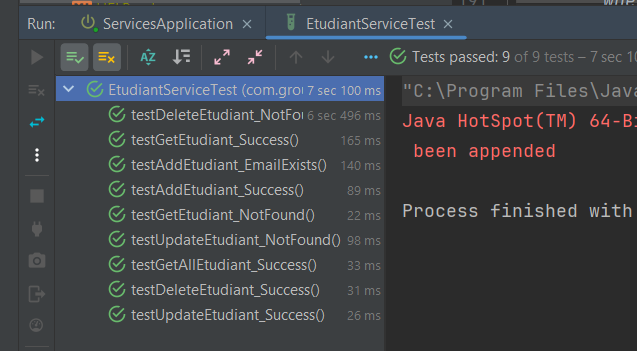 Run: ServicesApplication × EtudiantServiceTest ×
Tests passed: 9 of 9 tests – 7 sec 10
EtudiantServiceTest (com.gro 7 sec 100 ms
testDeleteEtudiant_NotFou 6 sec 496 ms
testGetEtudiant_Success() 165 ms
testAddEtudiant_EmailExists() 140 ms
testAddEtudiant_Success() 89 ms
testGetEtudiant_NotFound() 22 ms
testUpdateEtudiant_NotFound() 98 ms
testGetAllEtudiant_Success() 33 ms
testDeleteEtudiant_Success() 31 ms
testUpdateEtudiant_Success() 26 ms
"C:\Program Files\Java
Java HotSpot(TM) 64-Bi
been appended
Process finished with